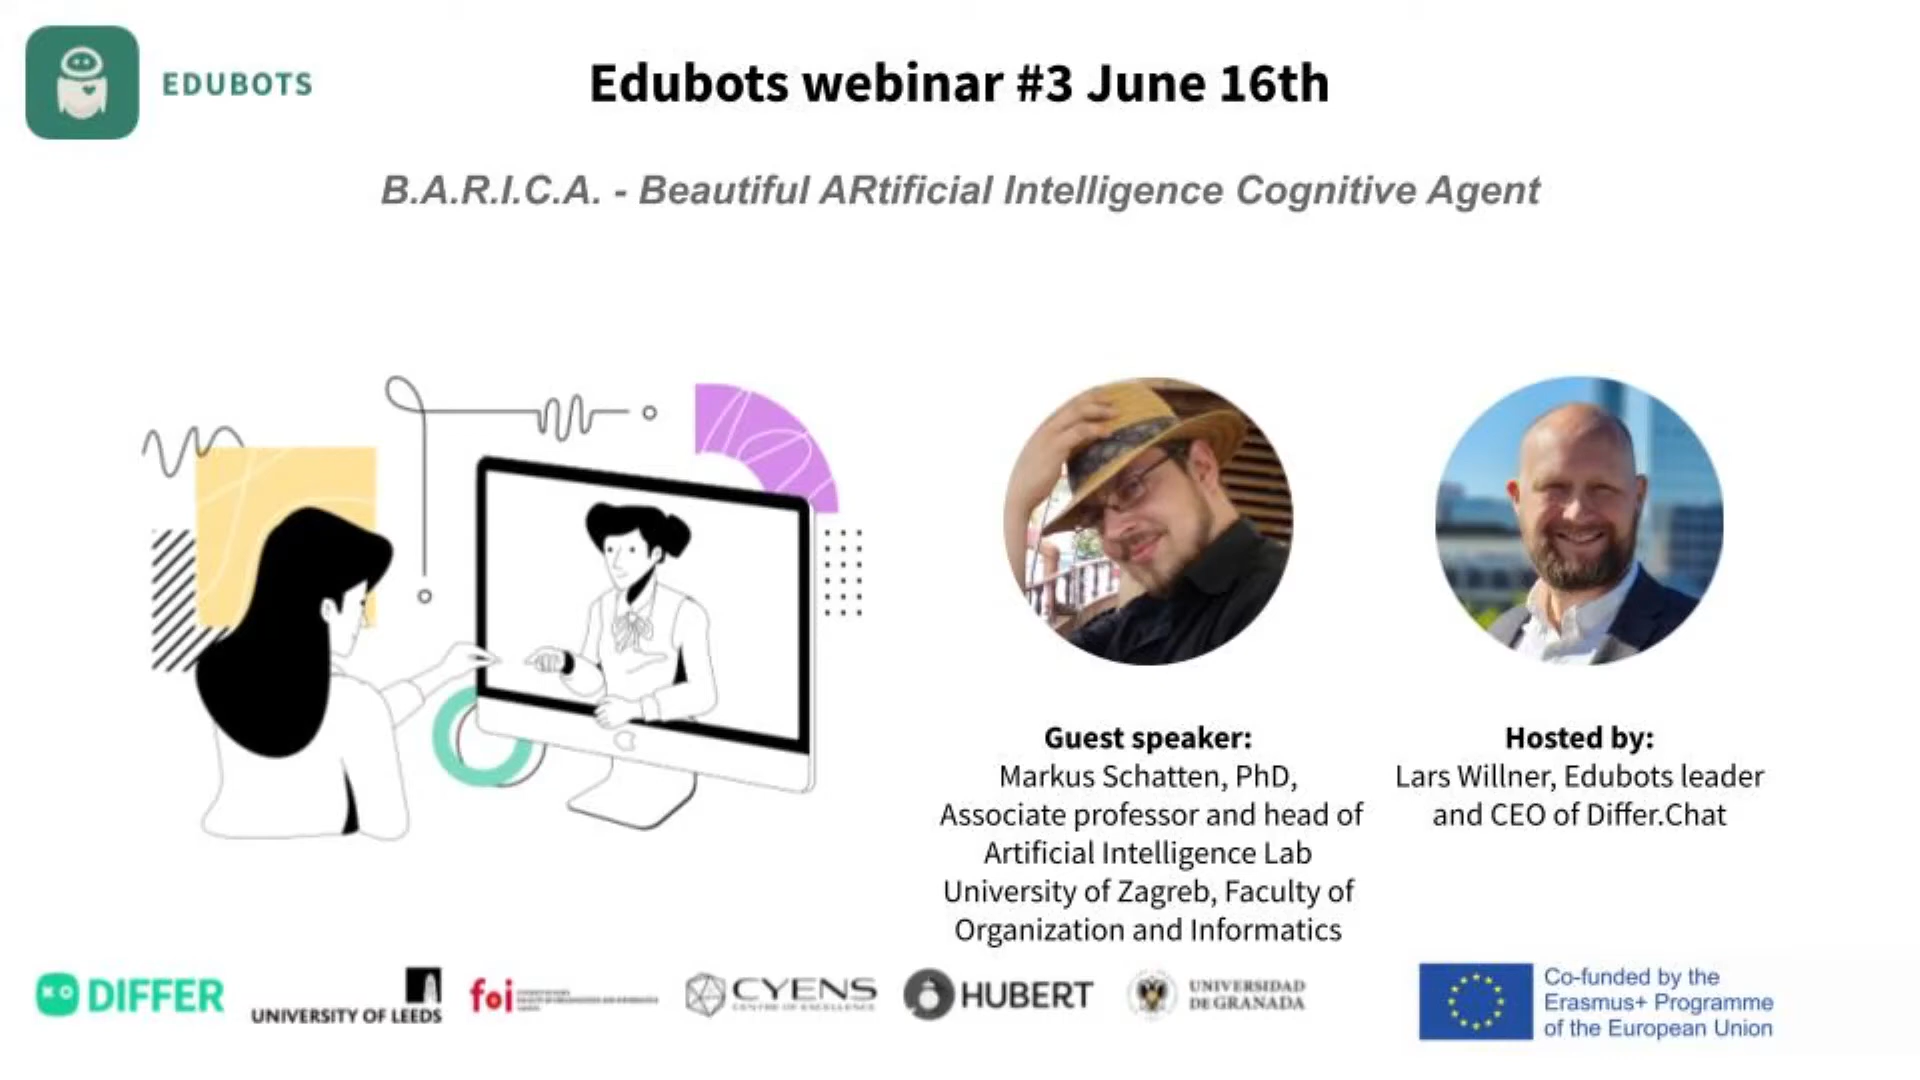 EDUBOTS
Edubots webinar #3 June 16th
B.A.R.I.C.A. - Beautiful ARtificial Intelligence Cognitive Agent
Guest speaker:
Markus Schatten, PhD,
Associate professor and head of
Artificial Intelligence Lab
University of Zagreb, Faculty of
Organization and Informatics
Hosted by:
Lars Willner, Edubots leader
and CEO of Differ.Chat
DIFFER
UNIVERSITY OF LEEDS
foi
CYENS
CENTRE OF EXCELLENCE
HUBERT
UNIVERSIDAD
DE GRANADA
Co-funded by the
Erasmus+ Programme
of the European Union